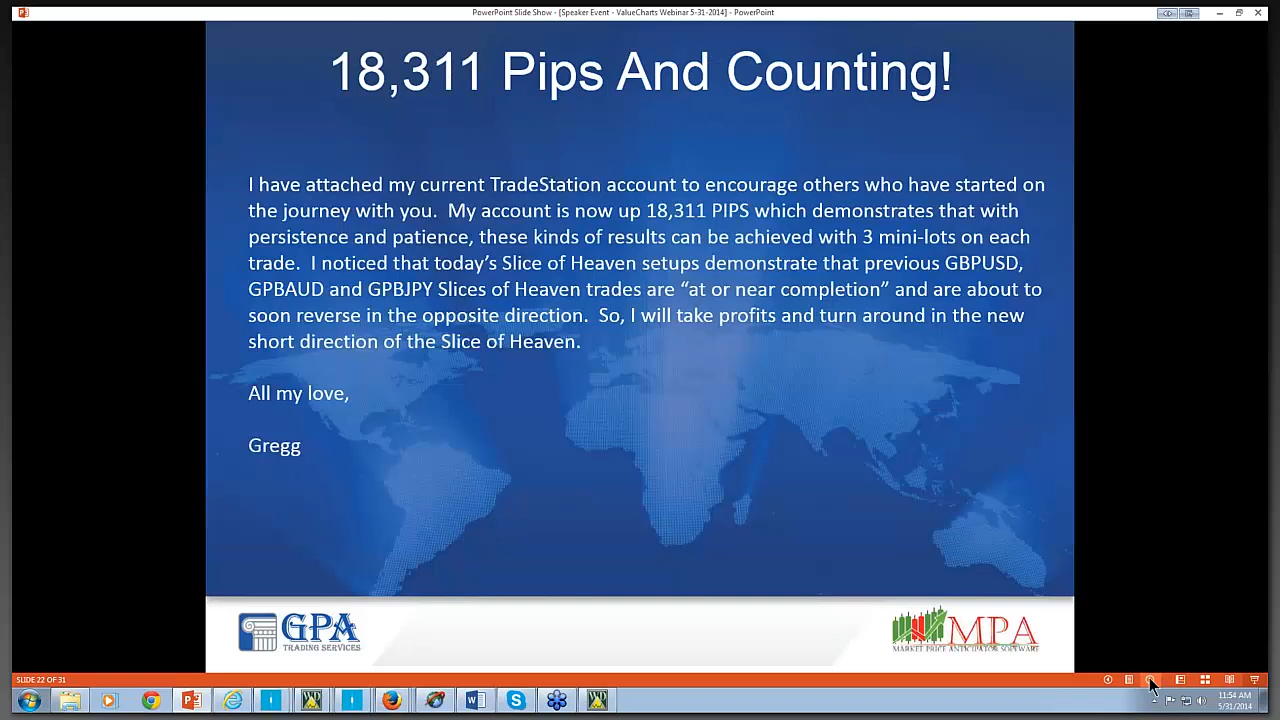 PowerPoint Slide Show - [Speaker Event - ValueCharts Webinar 5-31-2014] - PowerPoint
18,311 Pips And Counting!
I have attached my current TradeStation account to encourage others who have started on
the journey with you.  My account is now up 18,311 PIPS which demonstrates that with
persistence and patience, these kinds of results can be achieved with 3 mini-lots on each
trade.  I noticed that today’s Slice of Heaven setups demonstrate that previous GBPUSD,
GPBAUD and GPBJPY Slices of Heaven trades are “at or near completion” and are about to
soon reverse in the opposite direction.  So, I will take profits and turn around in the new
short direction of the Slice of Heaven.
All my love,
Gregg
GPA
TRADING SERVICES
MPA
MARKET PRICE ANTICIPATOR SOFTWARE
SLIDE 22 OF 31
11:54 AM
5/31/2014